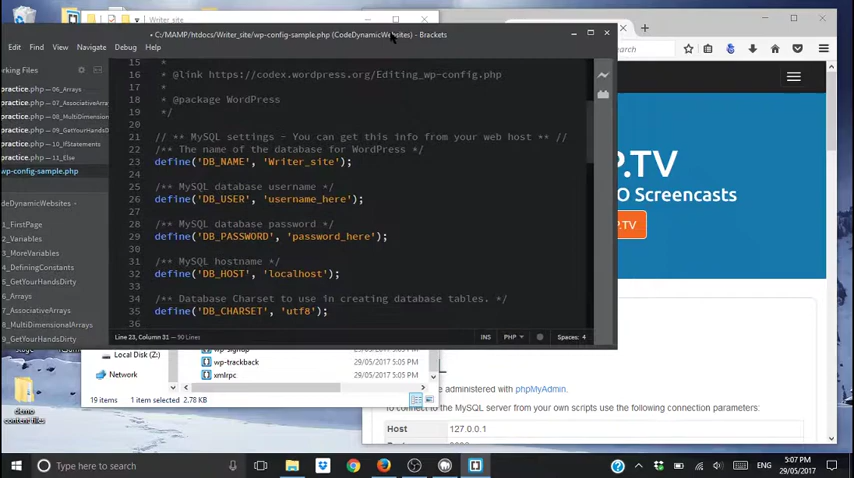 Writer_site
• C:/MAMP/htdocs/Writer_site/wp-config-sample.php (CodeDynamicWebsites) - Brackets
Edit Find View Navigate Debug Help
Working Files
practice.php — 06_Arrays
practice.php — 07_AssociativeArra
practice.php — 08_MultiDimension
practice.php — 09_GetYourHandsD
practice.php — 10_IfStatements
practice.php — 11_Else
wp-config-sample.php
odeDynamicWebsites
1_FirstPage
2_Variables
3_MoreVariables
4_DefiningConstants
5_GetYourHandsDirty
6_Arrays
7_AssociativeArrays
8_MultiDimensionalArrays
9_GetYourHandsDirty
15 *
16 * @link https://codex.wordpress.org/Editing_wp-config.php
17 *
18 * @package WordPress
19 */
20
21 // ** MySQL settings - You can get this info from your web host ** //
22 /** The name of the database for WordPress */
23 define('DB_NAME', 'Writer_site');
24
25 /** MySQL database username */
26 define('DB_USER', 'username_here');
27
28 /** MySQL database password */
29 define('DB_PASSWORD', 'password_here');
30
31 /** MySQL hostname */
32 define('DB_HOST', 'localhost');
33
34 /** Database Charset to use in creating database tables. */
35 define('DB_CHARSET', 'utf8');
36
Line 23, Column 31 — 90 Lines
INS PHP Spaces: 4
P.TV
O Screencasts
P.TV
Local Disk (Z:)
Network
wp-trackback 29/05/2017 5:05 PM
xmlrpc 29/05/2017 5:05 PM
19 items 1 item selected 2.78 KB
demo
content files
e administered with phpMyAdmin.
To connect to the MySQL server from your own scripts use the following connection parameters:
Host 127.0.0.1
Type here to search
ENG
5:07 PM
29/05/2017